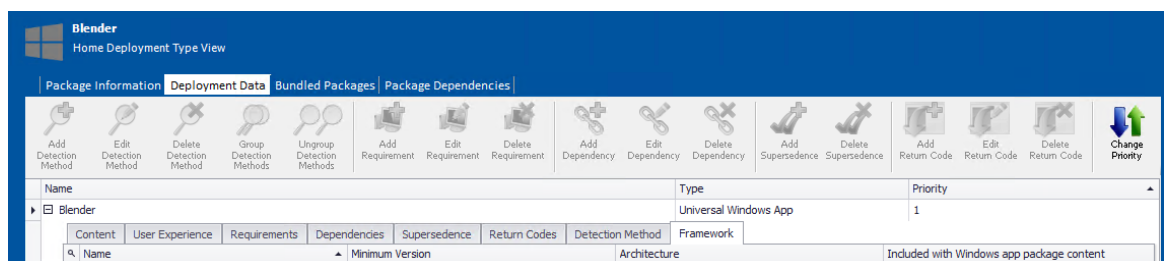 Blender
Home Deployment Type View
Package Information Deployment Data Bundled Packages Package Dependencies
Add Detection Method Edit Detection Method Delete Detection Method Group Detection Methods Ungroup Detection Methods Add Requirement Edit Requirement Delete Requirement Add Dependency Edit Dependency Delete Dependency Add Supersedence Delete Supersedence Add Return Code Edit Return Code Delete Return Code Change Priority
Name Type Priority
Blender Universal Windows App 1
Content User Experience Requirements Dependencies Supersedence Return Codes Detection Method Framework
Name Minimum Version Architecture Included with Windows app package content